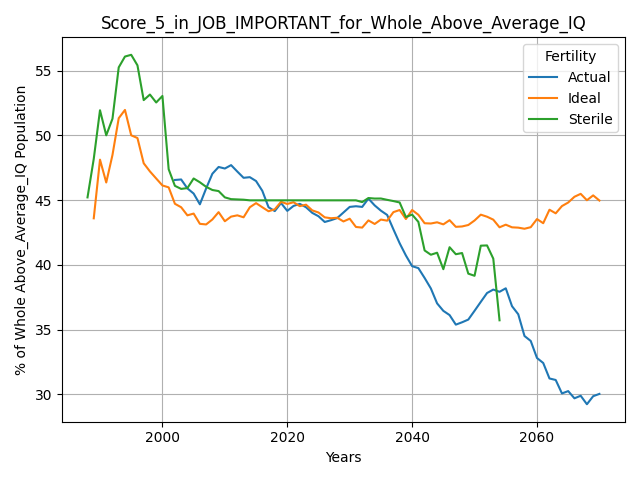 Score_5_in_JOB_IMPORTANT_for_Whole_Above_Average_IQ
Fertility
Actual
Ideal
Sterile
% of Whole Above_Average_IQ Population
55
50
45
40
35
30
2000
2020
2040
2060
Years